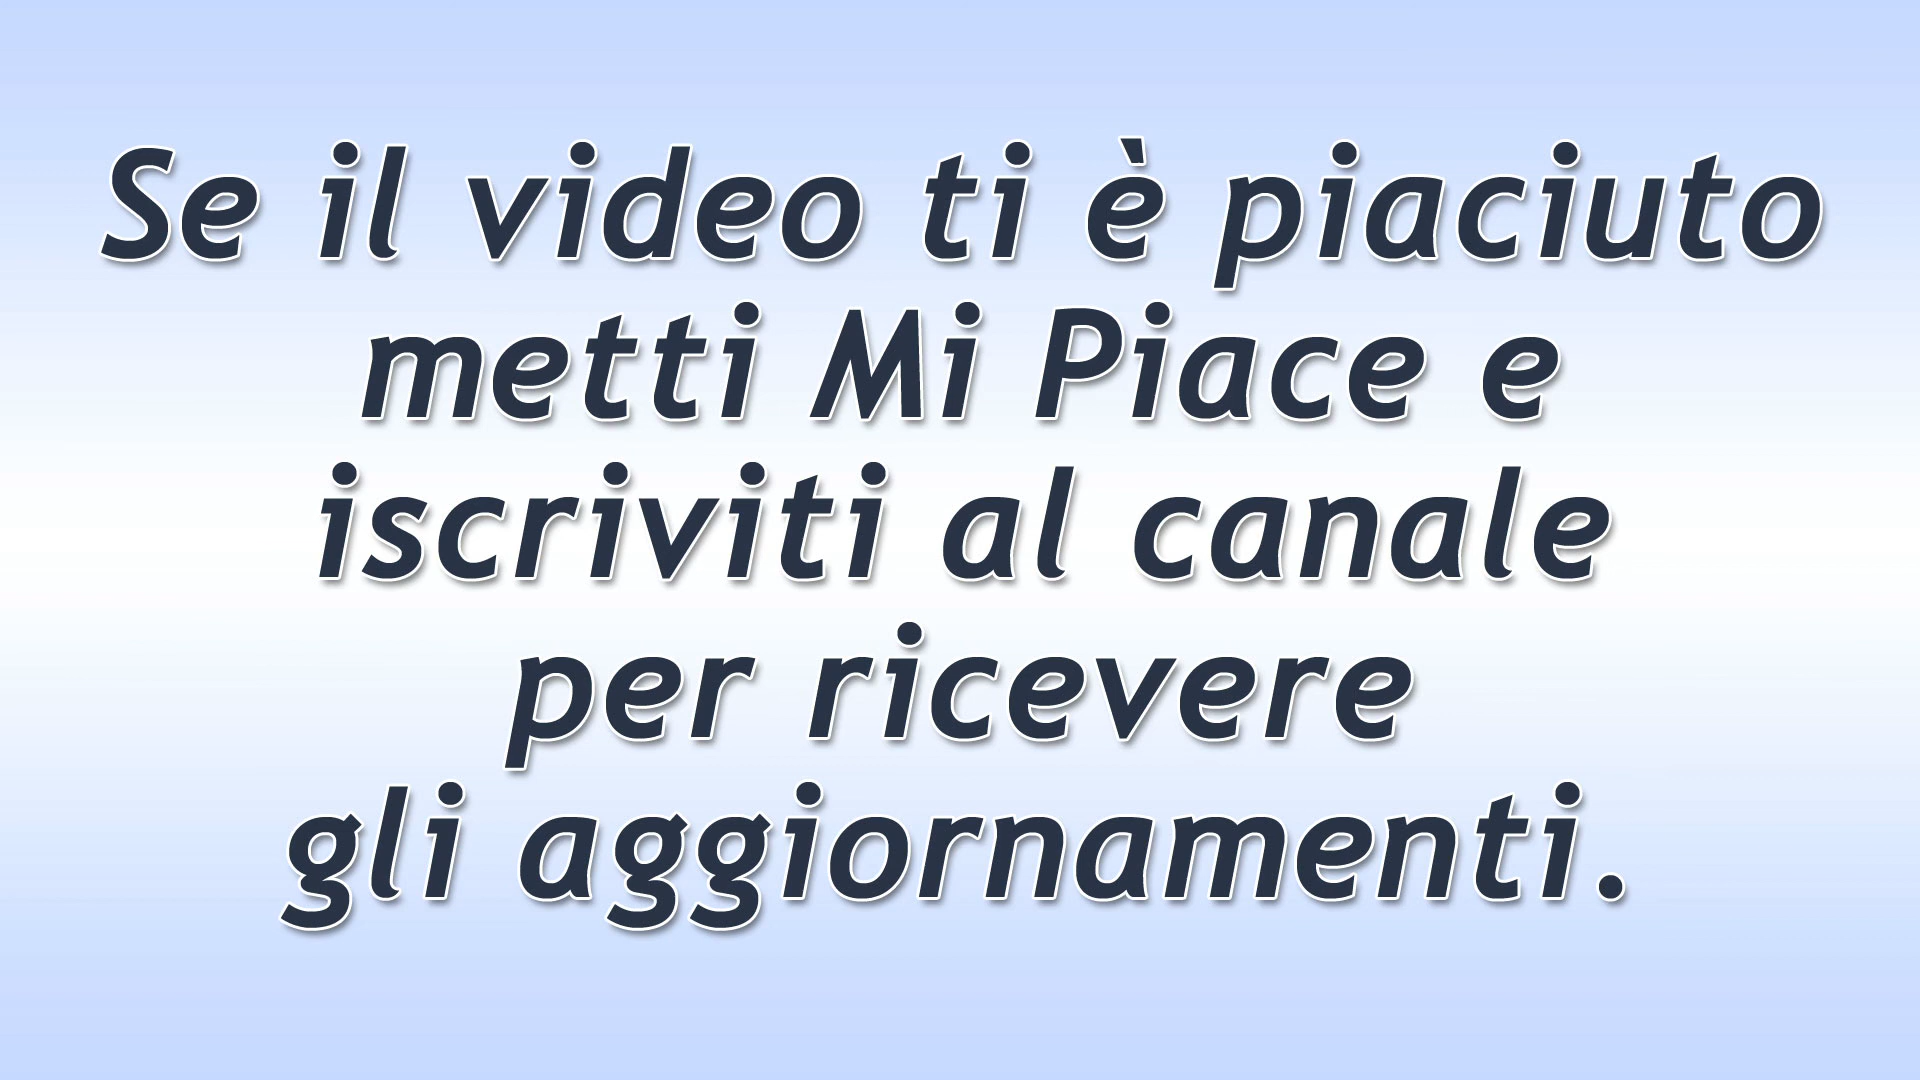 Se il video ti è piaciuto
metti Mi Piace e
iscriviti al canale
per ricevere
gli aggiornamenti.